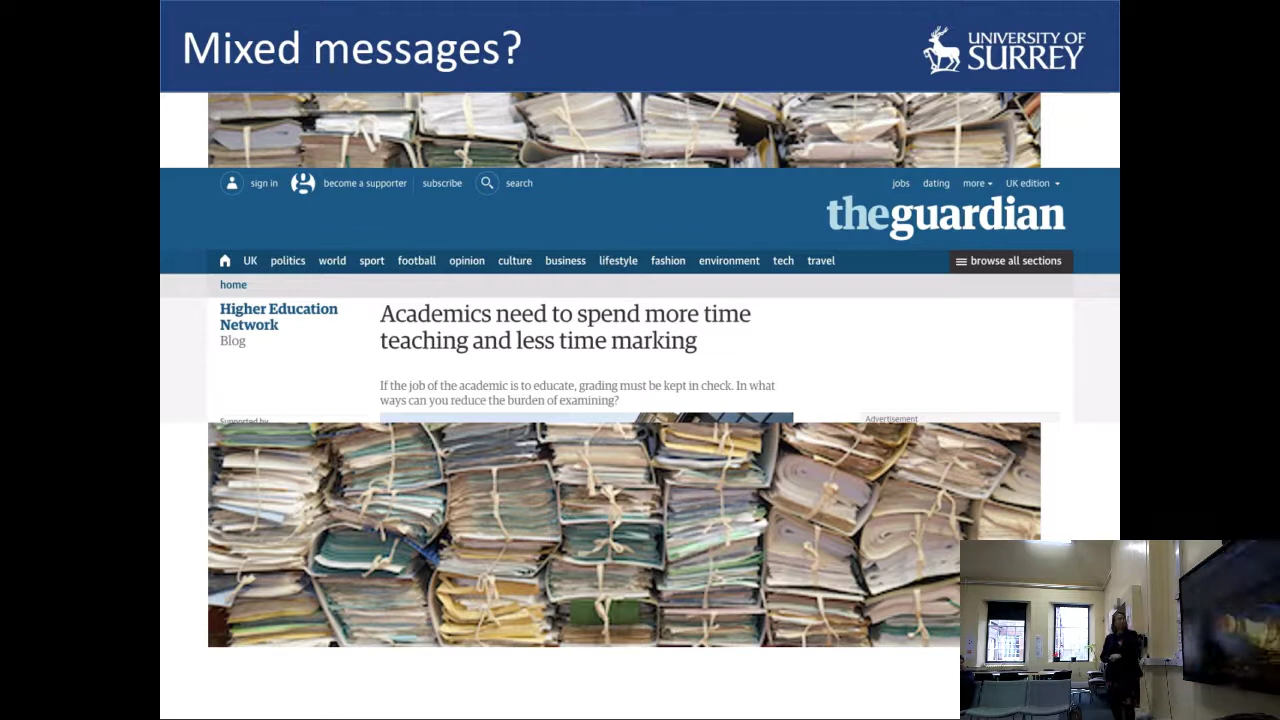 Mixed messages?
UNIVERSITY OF
SURREY
sign in
become a supporter
subscribe
search
jobs
dating
more
UK edition
theguardian
UK
politics
world
sport
football
opinion
culture
business
lifestyle
fashion
environment
tech
travel
browse all sections
home
Higher Education
Network
Blog
Academics need to spend more time
teaching and less time marking
If the job of the academic is to educate, grading must be kept in check. In what
ways can you reduce the burden of examining?
Supported by
Advertisement